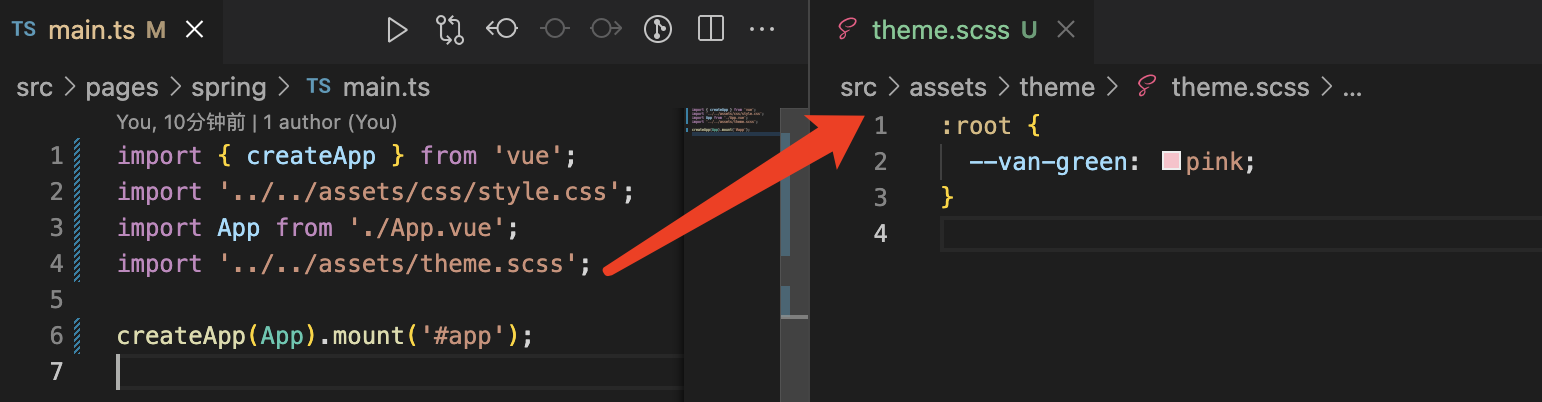 TS main.ts M
src > pages > spring > TS main.ts
You, 10分钟前 | 1 author (You)
1 import { createApp } from 'vue';
2 import '../../assets/css/style.css';
3 import App from './App.vue';
4 import '../../assets/theme.scss';
5
6 createApp(App).mount('#app');
7
theme.scss U
src > assets > theme > theme.scss > ...
1 :root {
2 --van-green: pink;
3 }
4